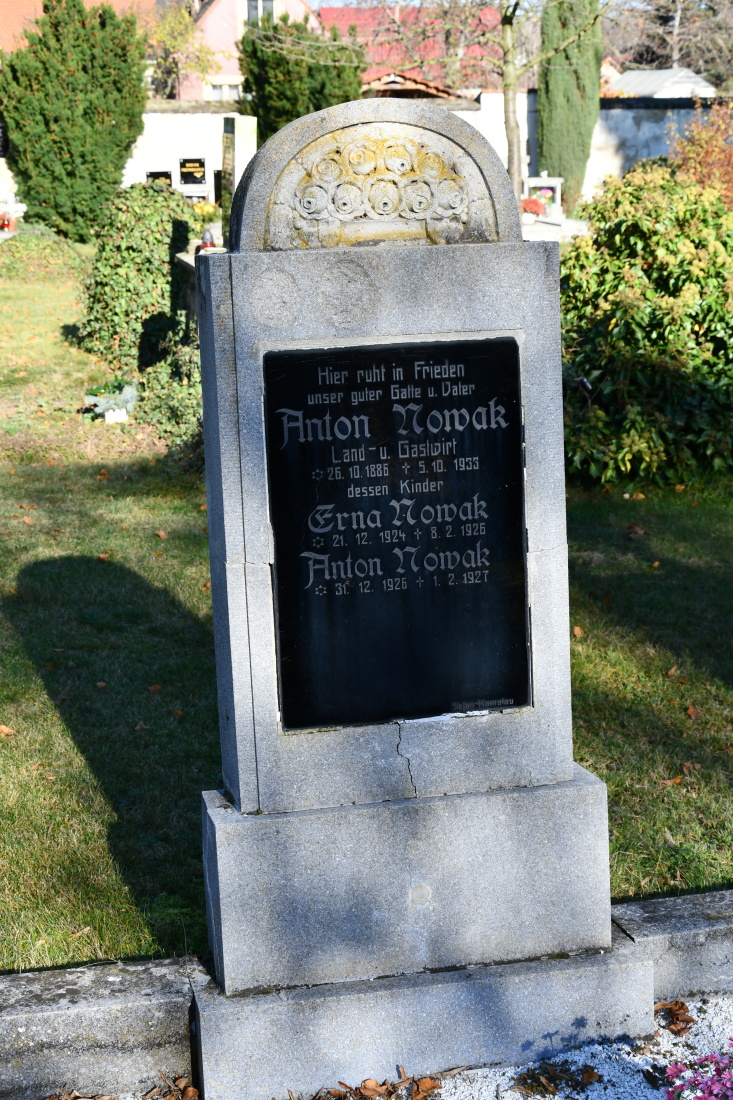 Hier ruht in Frieden
unser guter Gatte u. Vater
Anton Nowak
Land- u. Gastwirt
✡ 26.10.1886 ✝ 5.10.1933
dessen Kinder
Erna Nowak
✡ 21. 12. 1924 ✝ 8. 2. 1926
Anton Nowak
✡ 31. 12. 1926 ✝ 1. 2. 1927